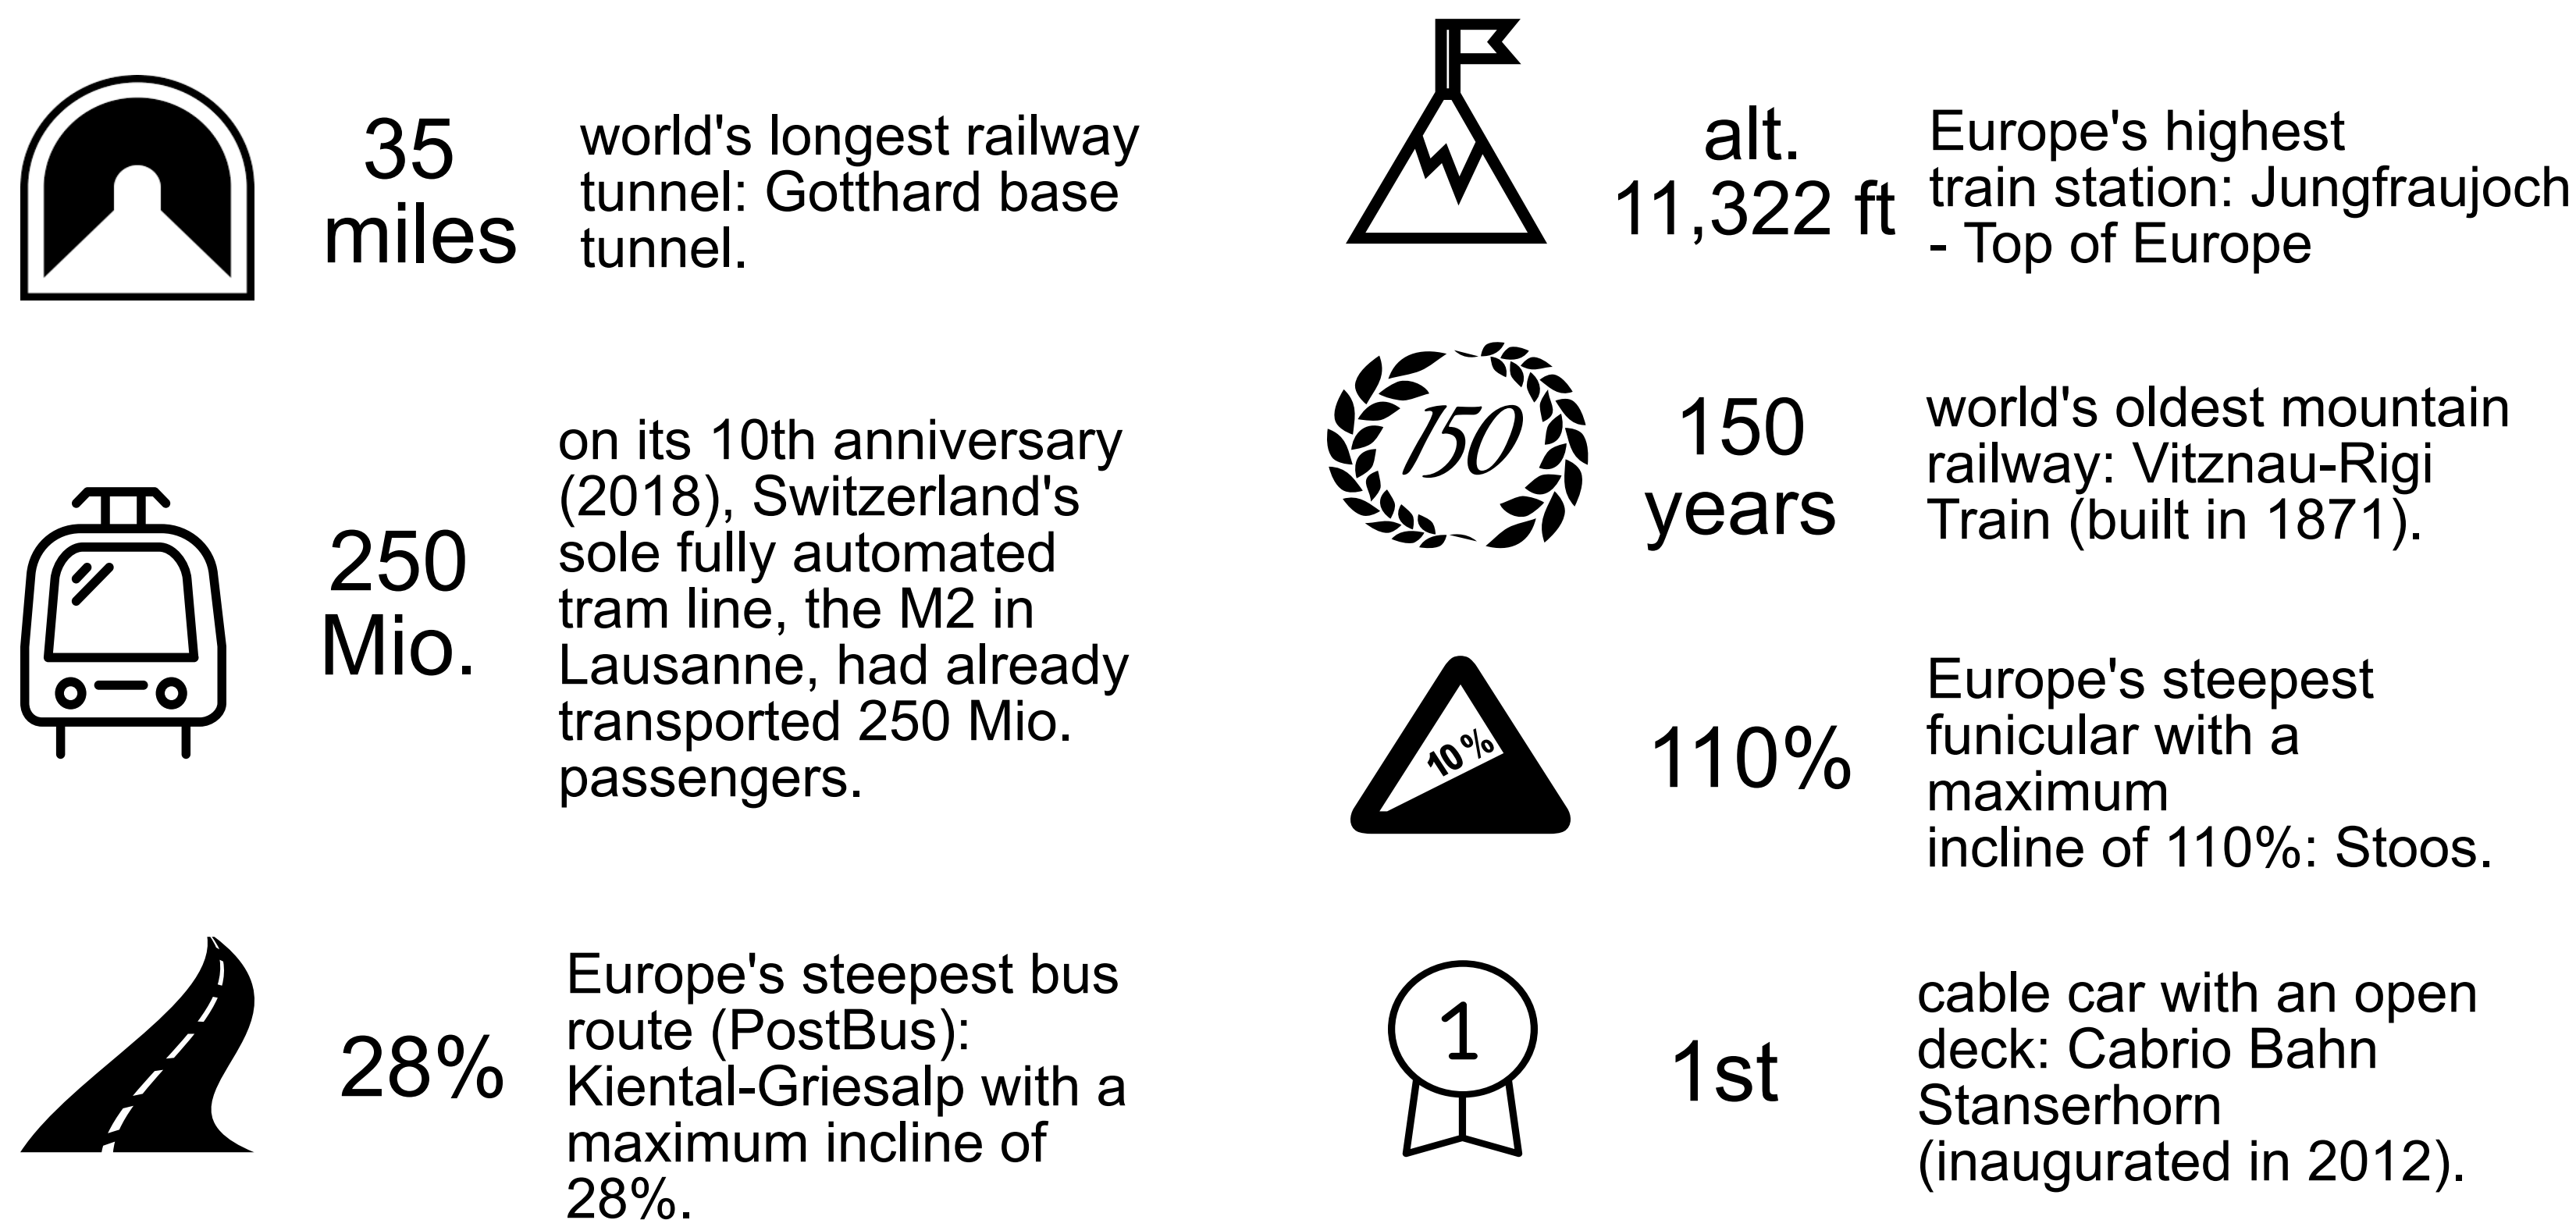 35
miles
world's longest railway
tunnel: Gotthard base
tunnel.
250
Mio.
on its 10th anniversary
(2018), Switzerland's
sole fully automated
tram line, the M2 in
Lausanne, had already
transported 250 Mio.
passengers.
28%
Europe's steepest bus
route (PostBus):
Kiental-Griesalp with a
maximum incline of
28%.
alt.
11,322 ft
Europe's highest
train station: Jungfraujoch
- Top of Europe
150
150
years
world's oldest mountain
railway: Vitznau-Rigi
Train (built in 1871).
10%
110%
Europe's steepest
funicular with a
maximum
incline of 110%: Stoos.
1
1st
cable car with an open
deck: Cabrio Bahn
Stanserhorn
(inaugurated in 2012).